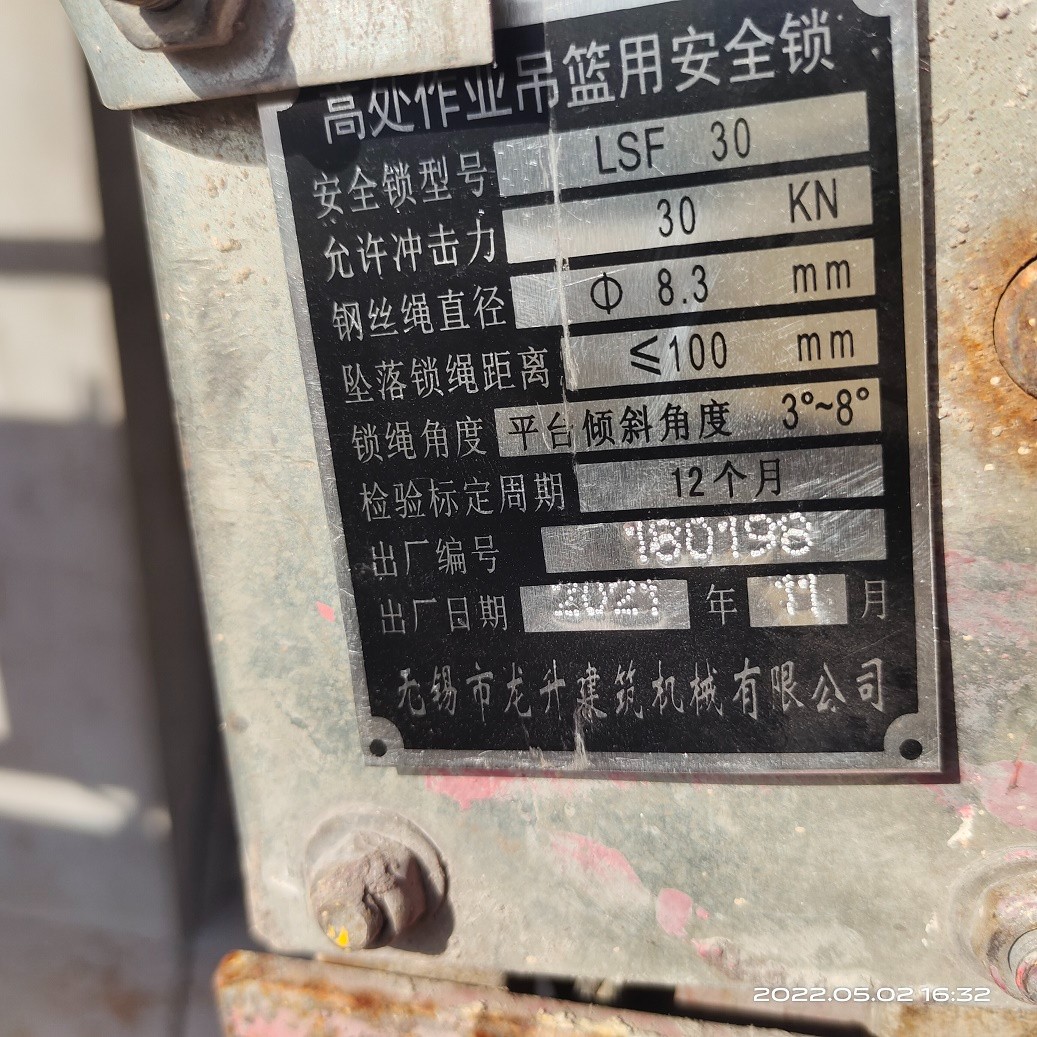 高处作业吊篮用安全锁
安全锁型号 LSF 30
允许冲击力 30 KN
钢丝绳直径 Φ 8.3 mm
坠落锁绳距离 ≤100 mm
锁绳角度 平台倾斜角度 3°~8°
检验标定周期 12个月
出厂编号 180198
出厂日期 2021 年 11 月
无锡市龙升建筑机械有限公司
2022.05.02 16:32